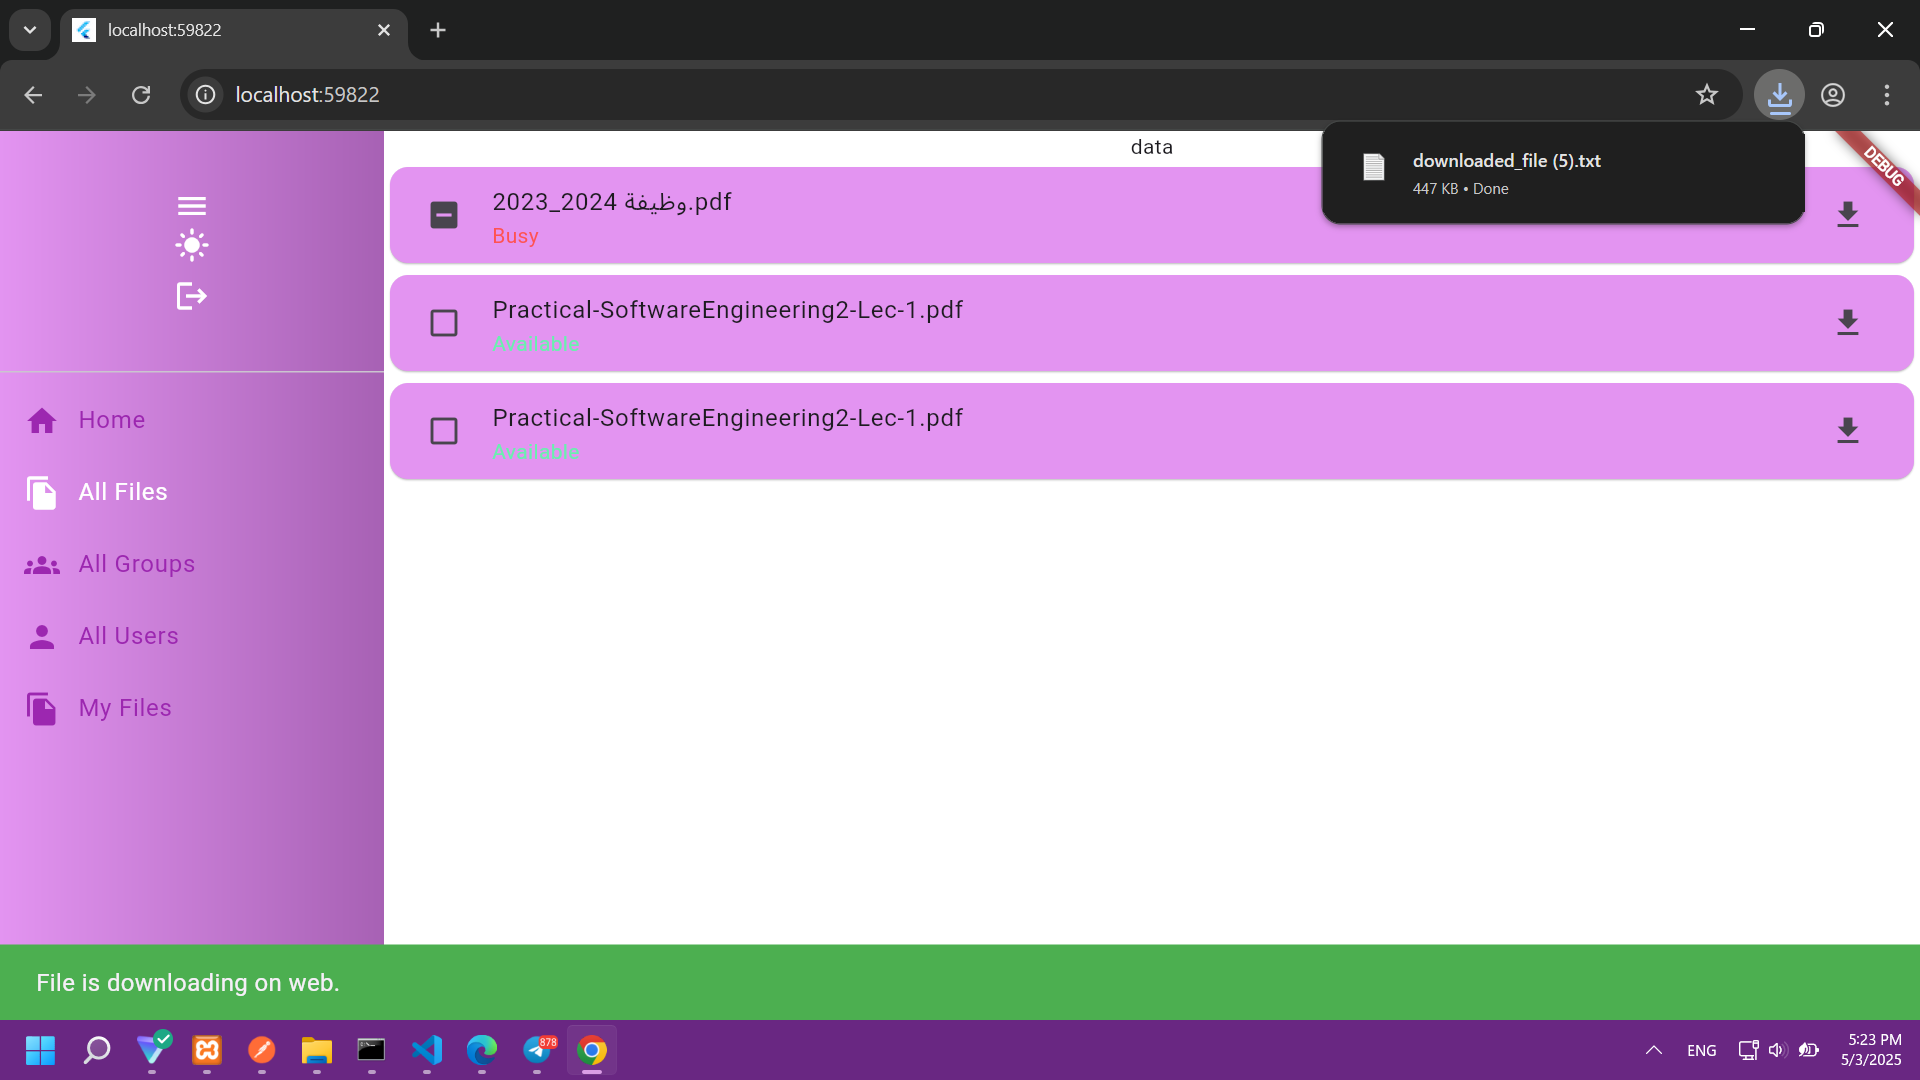 localhost:59822
localhost:59822
data
downloaded_file (5).txt
447 KB • Done
DEBUG
2023_2024 وظيفة.pdf
Busy
Practical-SoftwareEngineering2-Lec-1.pdf
Available
Practical-SoftwareEngineering2-Lec-1.pdf
Available
Home
All Files
All Groups
All Users
My Files
File is downloading on web.
878
ENG
5:23 PM
5/3/2025